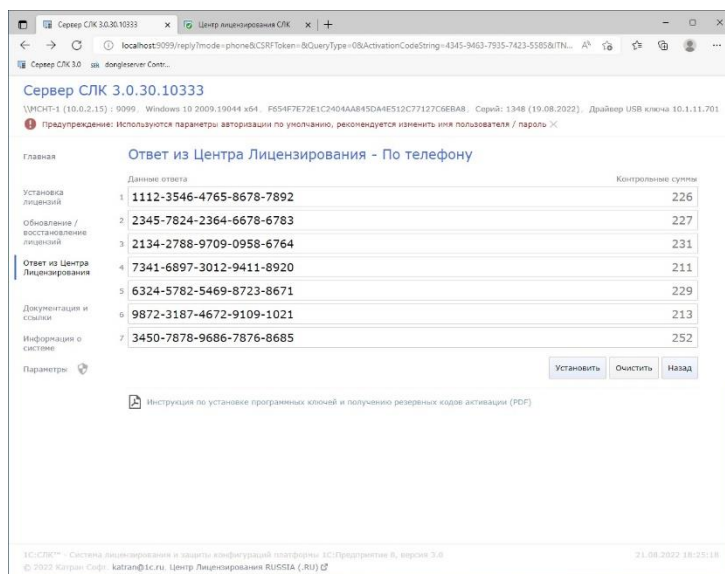 Сервер СЛК 3.0.30.10333
Центр лицензирования СЛК
localhost:9099/reply?mode=phone&CSRFToken=&QueryType=0&ActivationCodeString=4345-9463-7935-7423-5585&ITN...
Сервер СЛК 3.0 dongleserver Contr...
Сервер СЛК 3.0.30.10333
\\МСНТ-1 (10.0.2.15) : 9099, Windows 10 2009.19044 x64, F654F7E72E1C2404AA845DA4E512C77127C6EBA8, Серий: 1348 (19.08.2022), Драйвер USB ключа 10.1.11.701
Предупреждение: Используются параметры авторизации по умолчанию, рекомендуется изменить имя пользователя / пароль
Главная
Установка лицензий
Обновление / восстановление лицензий
Ответ из Центра Лицензирования
Документация и ссылки
Информация о системе
Параметры
Ответ из Центра Лицензирования - По телефону
Данные ответа Контрольные суммы
1 1112-3546-4765-8678-7892 226
2 2345-7824-2364-6678-6783 227
3 2134-2788-9709-0958-6764 231
4 7341-6897-3012-9411-8920 211
5 6324-5782-5469-8723-8671 229
6 9872-3187-4672-9109-1021 213
7 3450-7878-9686-7876-8685 252
Установить Очистить Назад
Инструкция по установке программных ключей и получению резервных кодов активации (PDF)
1С:СЛК™ - Система лицензирования и защиты конфигураций платформы 1С:Предприятие 8, версия 3.0 21.08.2022 18:25:18
© 2022 Катран Софт. katran@1c.ru. Центр Лицензирования RUSSIA (.RU)